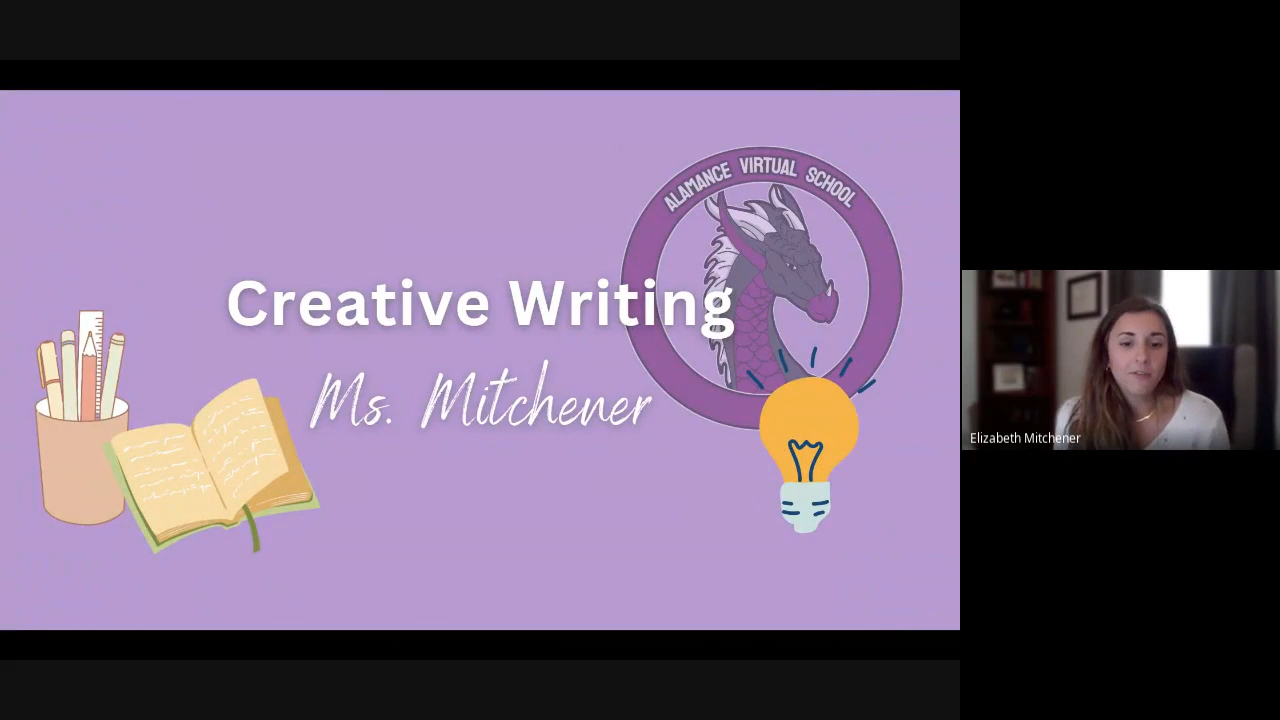 ALAMANCE VIRTUAL SCHOOL
Creative Writing
Ms. Mitchener
Elizabeth Mitchener